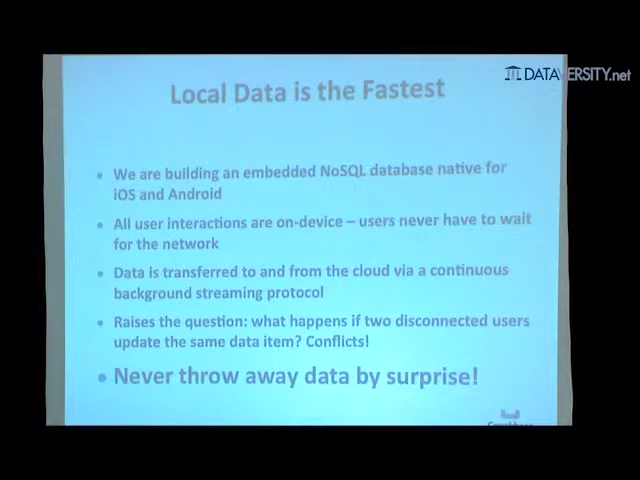 DATAVERSITY.net
Local Data is the Fastest
• We are building an embedded NoSQL database native for
iOS and Android
• All user interactions are on-device – users never have to wait
for the network
• Data is transferred to and from the cloud via a continuous
background streaming protocol
• Raises the question: what happens if two disconnected users
update the same data item? Conflicts!
• Never throw away data by surprise!